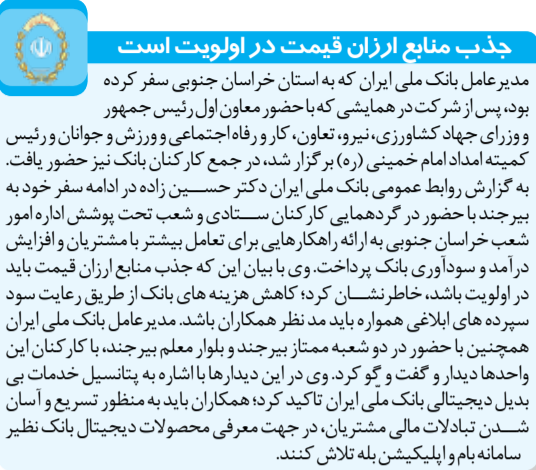 جذب منابع ارزان قیمت در اولویت است
مدیرعامل بانک ملی ایران که به استان خراسان جنوبی سفر کرده
بود، پس از شرکت در همایشی که با حضور معاون اول رئیس جمهور
و وزرای جهاد کشاورزی، نیرو، تعاون، کار و رفاه اجتماعی و ورزش و جوانان و رئیس
کمیته امداد امام خمینی (ره) برگزار شد، در جمع کارکنان بانک نیز حضور یافت.
به گزارش روابط عمومی بانک ملی ایران دکتر حسـین زاده در ادامه سفر خود به
بیرجند با حضور در گردهمایی کارکنان سـتادی و شعب تحت پوشش اداره امور
شعب خراسان جنوبی به ارائه راهکارهایی برای تعامل بیشتر با مشتریان و افزایش
درآمد و سودآوری بانک پرداخت. وی با بیان این که جذب منابع ارزان قیمت باید
در اولویت باشد، خاطرنشـان کرد؛ کاهش هزینه های بانک از طریق رعایت سود
سپرده های ابلاغی همواره باید مد نظر همکاران باشد. مدیرعامل بانک ملی ایران
همچنین با حضور در دو شعبه ممتاز بیرجند و بلوار معلم بیرجند، با کارکنان این
واحدها دیدار و گفت و گو کرد. وی در این دیدارها با اشاره به پتانسیل خدمات بی
بدیل دیجیتالی بانک ملی ایران تاکید کرد؛ همکاران باید به منظور تسریع و آسان
شـدن تبادلات مالی مشتریان، در جهت معرفی محصولات دیجیتال بانک نظیر
سامانه بام و اپلیکیشن بله تلاش کنند.